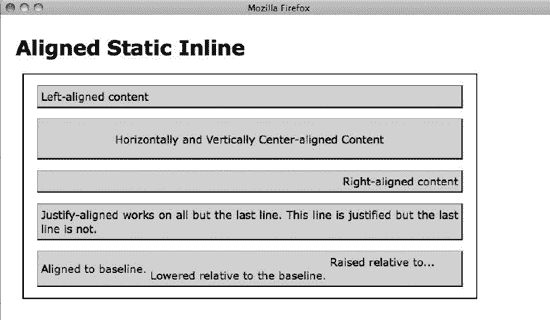 Mozilla Firefox
Aligned Static Inline
Left-aligned content
Horizontally and Vertically Center-aligned Content
Right-aligned content
Justify-aligned works on all but the last line. This line is justified but the last
line is not.
Aligned to baseline. Lowered relative to the baseline. Raised relative to...